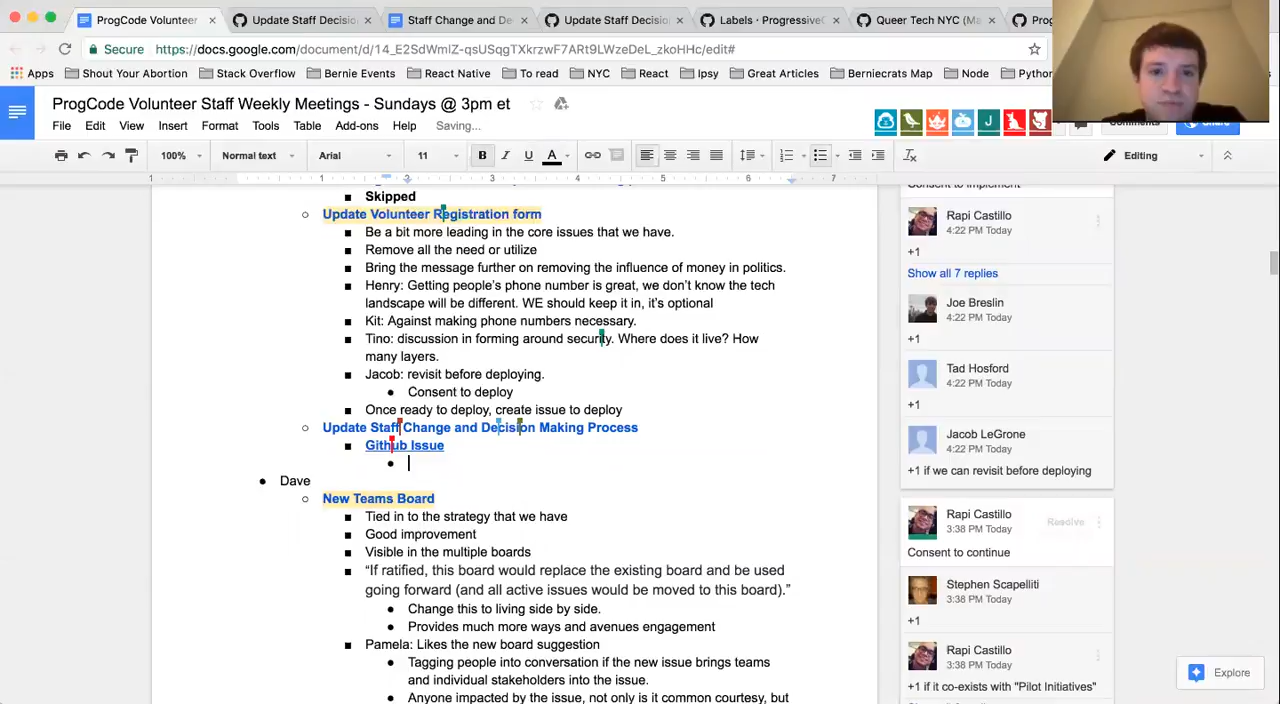 ProgCode Volunteer
Update Staff Decisio
Staff Change and De
Update Staff Decisio
Labels · ProgressiveC
Queer Tech NYC (Ma
Prog
Secure
https://docs.google.com/document/d/14_E2SdWmIZ-qsUSqgTXkrzwF7ARt9LWzeDeL_zkoHHc/edit#
Apps
Shout Your Abortion
Stack Overflow
Bernie Events
React Native
To read
NYC
React
Ipsy
Great Articles
Berniecrats Map
Node
Python
ProgCode Volunteer Staff Weekly Meetings - Sundays @ 3pm et
File Edit View Insert Format Tools Table Add-ons Help Saving...
J
Comments
Share
100% Normal text Arial 11 B I U A Editing
1 1 2 3 4 5 6 7
Skipped
Update Volunteer Registration form
Be a bit more leading in the core issues that we have.
Remove all the need or utilize
Bring the message further on removing the influence of money in politics.
Henry: Getting people's phone number is great, we don't know the tech
landscape will be different. WE should keep it in, it's optional
Kit: Against making phone numbers necessary.
Tino: discussion in forming around security. Where does it live? How
many layers.
Jacob: revisit before deploying.
Consent to deploy
Once ready to deploy, create issue to deploy
Update Staff Change and Decision Making Process
Github Issue
Dave
New Teams Board
Tied in to the strategy that we have
Good improvement
Visible in the multiple boards
“If ratified, this board would replace the existing board and be used
going forward (and all active issues would be moved to this board).”
Change this to living side by side.
Provides much more ways and avenues engagement
Pamela: Likes the new board suggestion
Tagging people into conversation if the new issue brings teams
and individual stakeholders into the issue.
Anyone impacted by the issue, not only is it common courtesy, but
Consent to implement
Rapi Castillo
4:22 PM Today
+1
Show all 7 replies
Joe Breslin
4:22 PM Today
+1
Tad Hosford
4:22 PM Today
+1
Jacob LeGrone
4:22 PM Today
+1 if we can revisit before deploying
Rapi Castillo
3:38 PM Today
Resolve
Consent to continue
Stephen Scapelliti
3:38 PM Today
+1
Rapi Castillo
3:38 PM Today
+1 if it co-exists with "Pilot Initiatives"
Explore